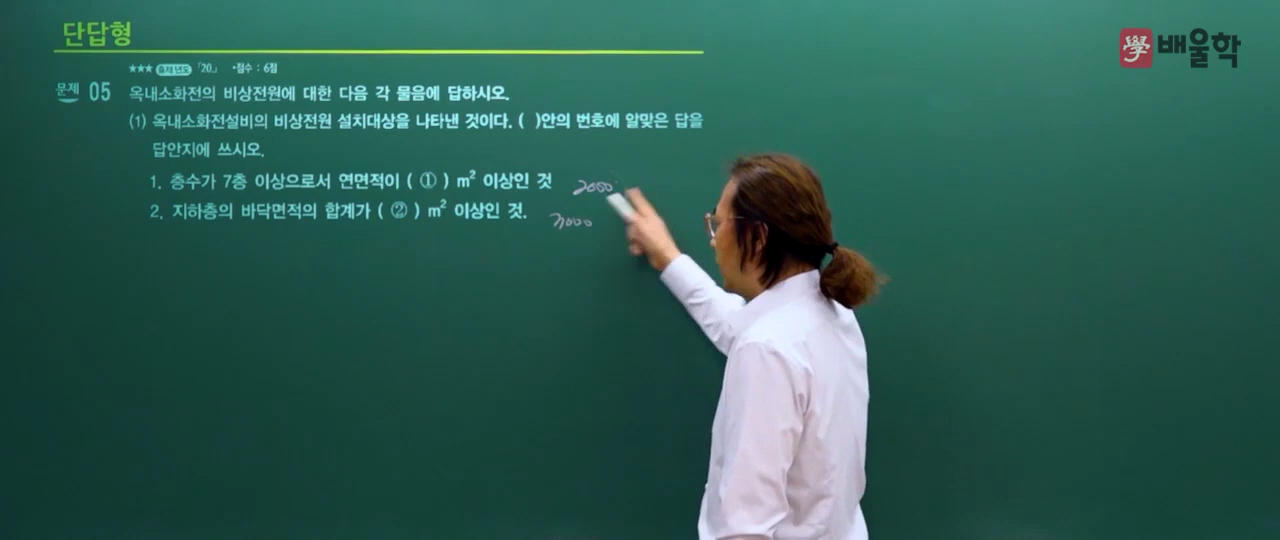 단답형
學 배울학
★★★ 출제년도 「20.」 •점수 : 6점
문제 05 옥내소화전의 비상전원에 대한 다음 각 물음에 답하시오.
(1) 옥내소화전설비의 비상전원 설치대상을 나타낸 것이다. ( )안의 번호에 알맞은 답을
답안지에 쓰시오.
1. 층수가 7층 이상으로서 연면적이 ( ① ) m² 이상인 것 2000
2. 지하층의 바닥면적의 합계가 ( ② ) m² 이상인 것. 3000